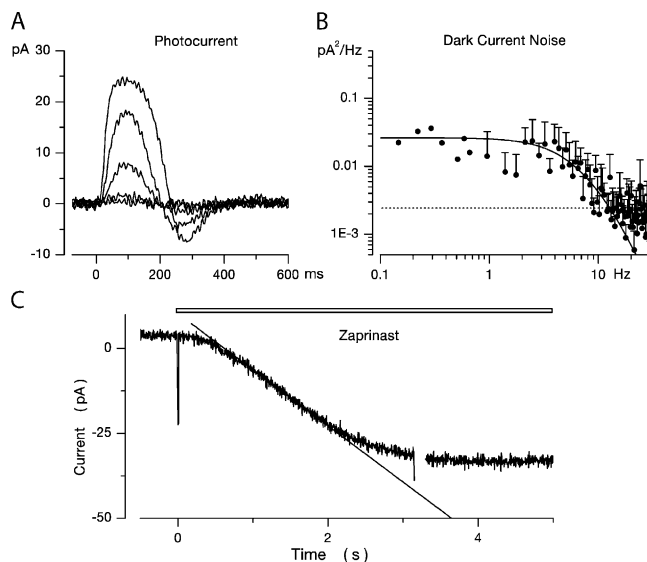 A
Photocurrent
pA
30
20
10
0
-10
0
200
400
600
ms
B
Dark Current Noise
pA²/Hz
0.1
0.01
1E-3
0.1
1
10
Hz
C
Zaprinast
Current (pA)
0
-25
-50
0
2
4
Time (s)